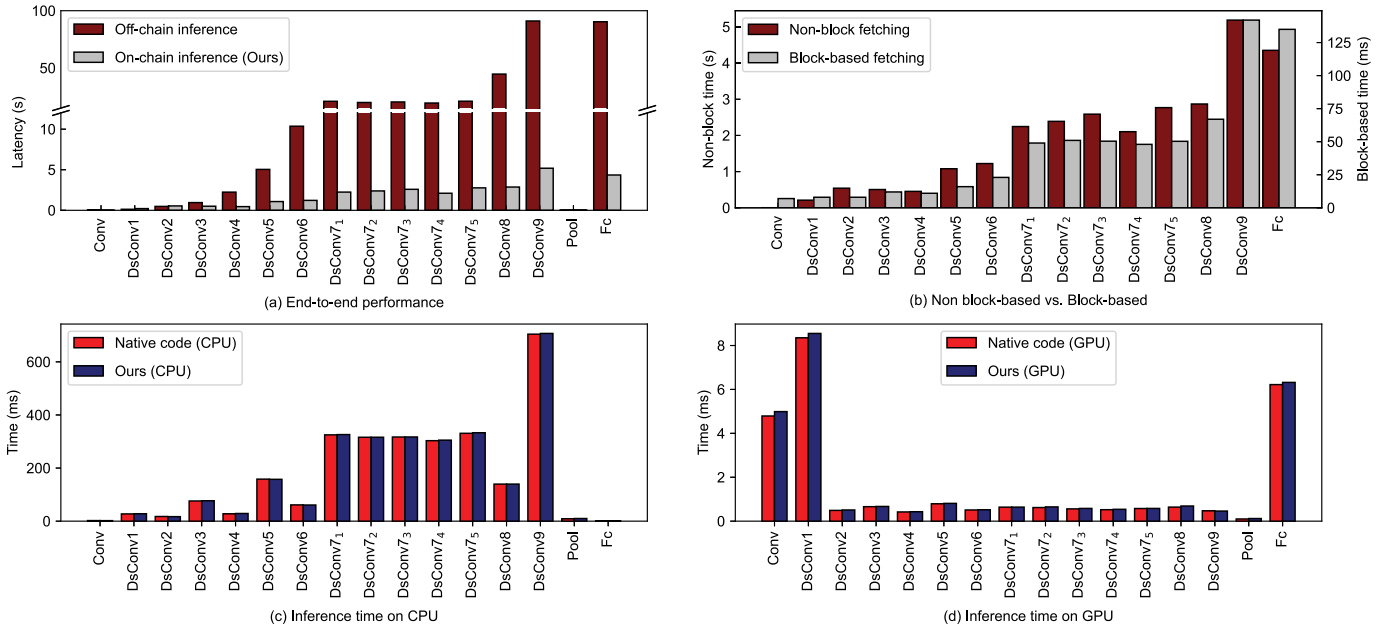 100
50
10
5
0
Latency (s)
Off-chain inference
On-chain inference (Ours)
Conv
DsConv1
DsConv2
DsConv3
DsConv4
DsConv5
DsConv6
DsConv7₁
DsConv7₂
DsConv7₃
DsConv7₄
DsConv7₅
DsConv8
DsConv9
Pool
Fc
(a) End-to-end performance
5
4
3
2
1
0
Non-block time (s)
Non-block fetching
Block-based fetching
125
100
75
50
25
0
Block-based time (ms)
Conv
DsConv1
DsConv2
DsConv3
DsConv4
DsConv5
DsConv6
DsConv7₁
DsConv7₂
DsConv7₃
DsConv7₄
DsConv7₅
DsConv8
DsConv9
Fc
(b) Non block-based vs. Block-based
600
400
200
0
Time (ms)
Native code (CPU)
Ours (CPU)
Conv
DsConv1
DsConv2
DsConv3
DsConv4
DsConv5
DsConv6
DsConv7₁
DsConv7₂
DsConv7₃
DsConv7₄
DsConv7₅
DsConv8
DsConv9
Pool
Fc
(c) Inference time on CPU
8
6
4
2
0
Time (ms)
Native code (GPU)
Ours (GPU)
Conv
DsConv1
DsConv2
DsConv3
DsConv4
DsConv5
DsConv6
DsConv7₁
DsConv7₂
DsConv7₃
DsConv7₄
DsConv7₅
DsConv8
DsConv9
Pool
Fc
(d) Inference time on GPU